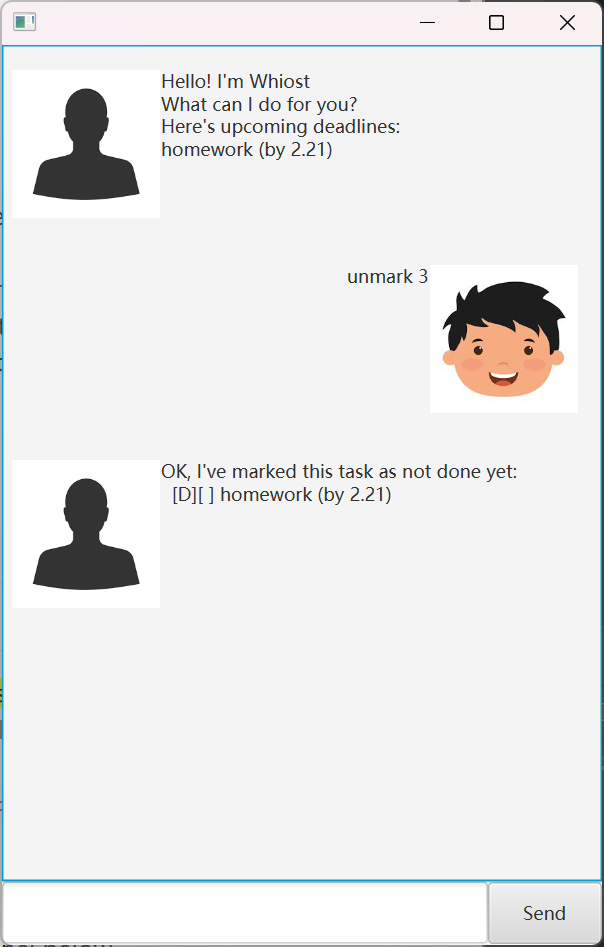 Hello! I'm Whiost
What can I do for you?
Here's upcoming deadlines:
homework (by 2.21)
unmark 3
OK, I've marked this task as not done yet:
[D][ ] homework (by 2.21)
Send